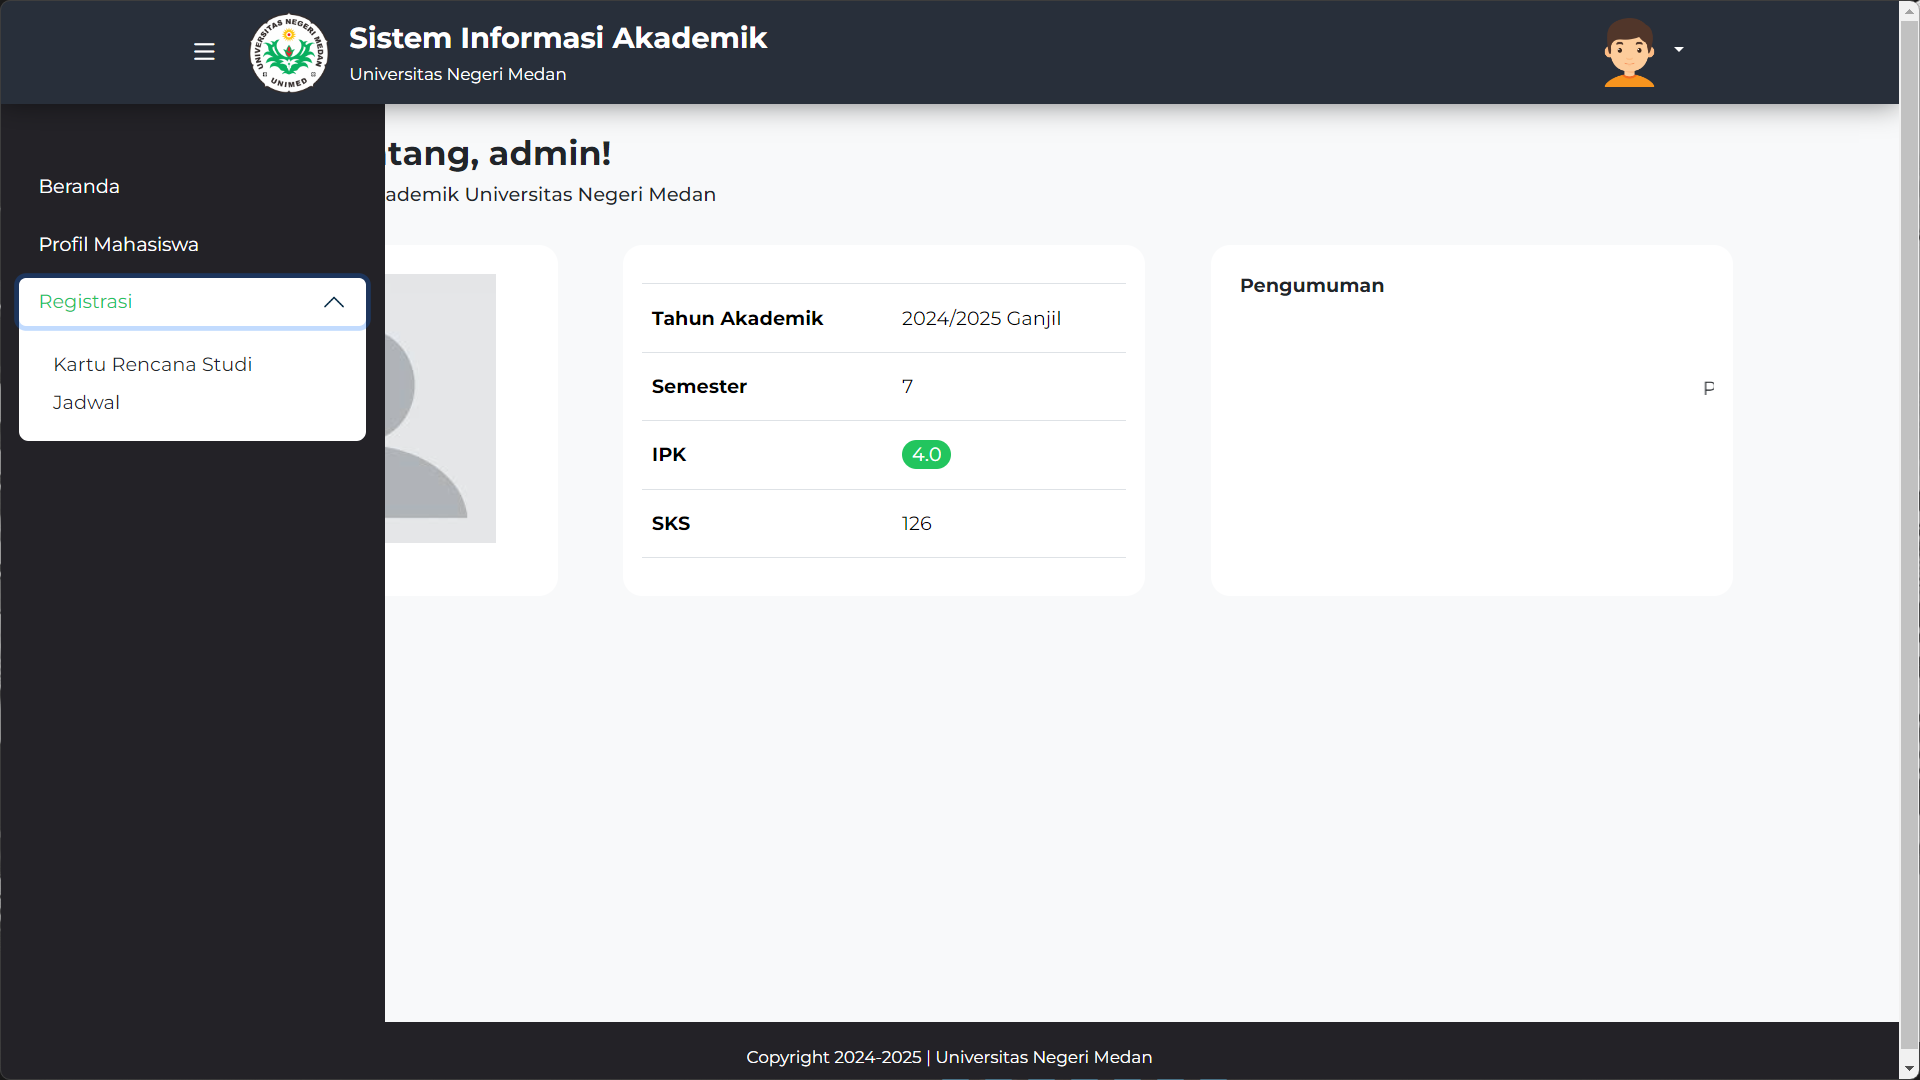 UNIVERSITAS NEGERI MEDAN
UNIMED
Sistem Informasi Akademik
Universitas Negeri Medan
Beranda
Profil Mahasiswa
Registrasi
Kartu Rencana Studi
Jadwal
tang, admin!
ademik Universitas Negeri Medan
Tahun Akademik 2024/2025 Ganjil
Semester 7
IPK 4.0
SKS 126
Pengumuman
P
Copyright 2024-2025 | Universitas Negeri Medan